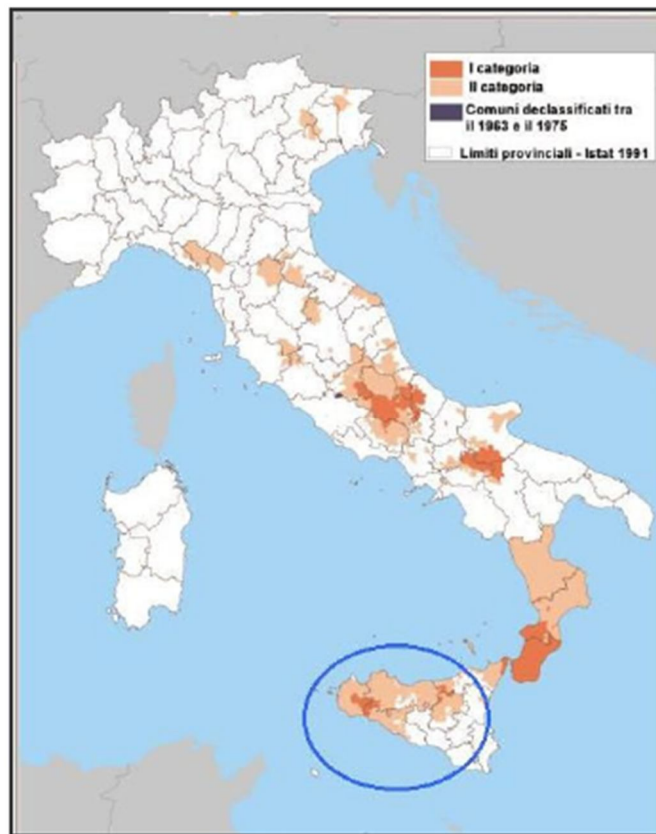 I categoria
II categoria
Comuni declassificati tra
il 1963 e il 1975
Limiti provinciali - Istat 1991